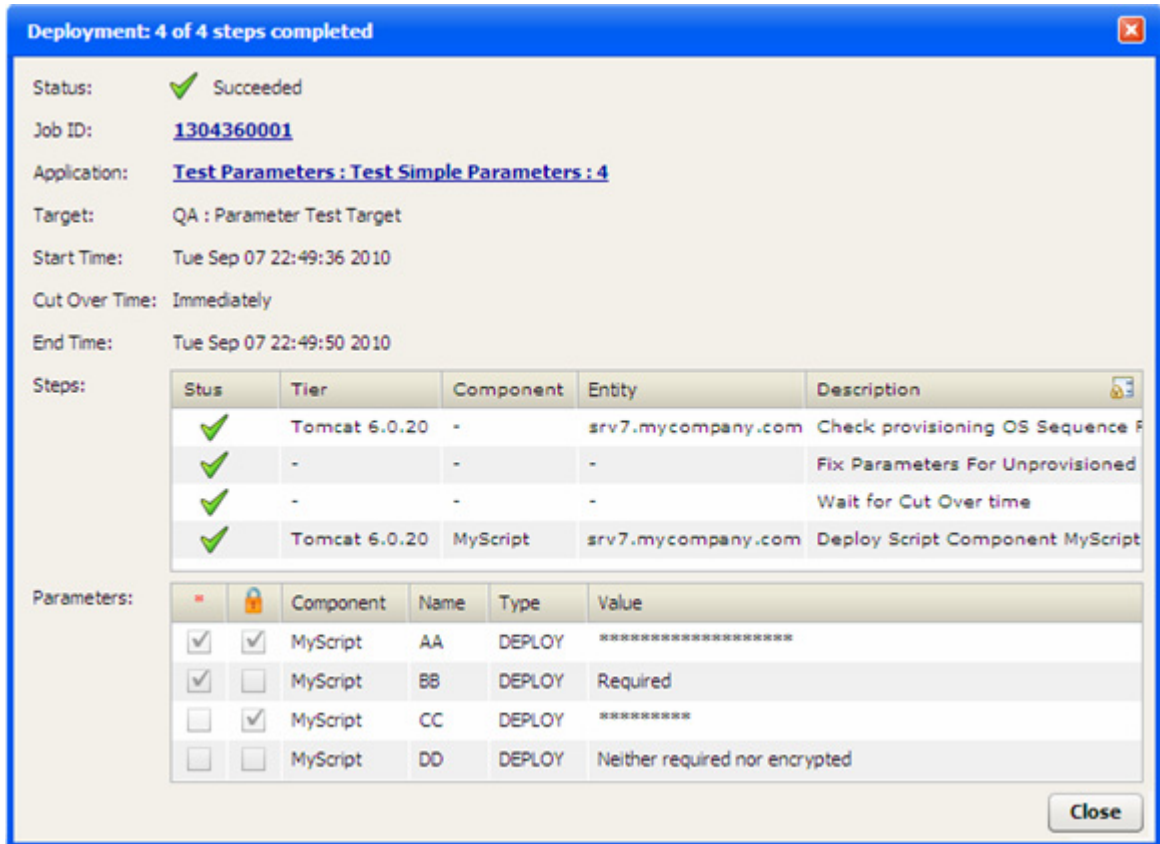 Deployment: 4 of 4 steps completed
Status: Succeeded
Job ID: 1304360001
Application: Test Parameters : Test Simple Parameters : 4
Target: QA : Parameter Test Target
Start Time: Tue Sep 07 22:49:36 2010
Cut Over Time: Immediately
End Time: Tue Sep 07 22:49:50 2010
Steps: Stus Tier Component Entity Description
Tomcat 6.0.20 - srv7.mycompany.com Check provisioning OS Sequence
- - - Fix Parameters For Unprovisioned
- - - Wait for Cut Over time
Tomcat 6.0.20 MyScript srv7.mycompany.com Deploy Script Component MyScript
Parameters: * Component Name Type Value
MyScript AA DEPLOY *******************
MyScript BB DEPLOY Required
MyScript CC DEPLOY *********
MyScript DD DEPLOY Neither required nor encrypted
Close